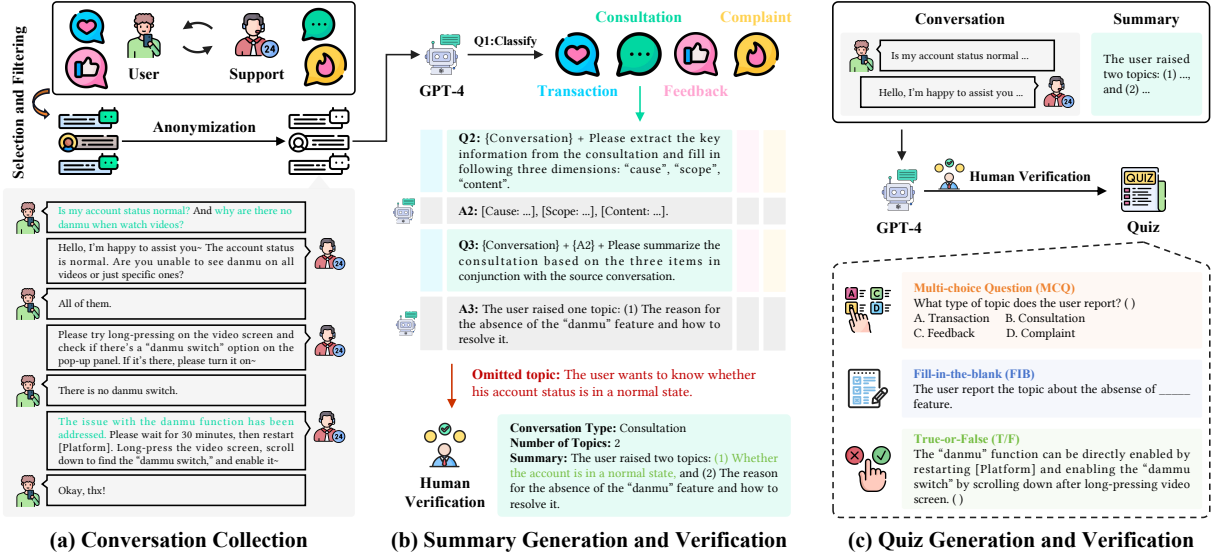 Selection and Filtering
User
Support
24
Anonymization
Is my account status normal? And why are there no
danmu when watch videos?
Hello, I'm happy to assist you~ The account status
is normal. Are you unable to see danmu on all
videos or just specific ones?
24
All of them.
Please try long-pressing on the video screen and
check if there's a “danmu switch” option on the
pop-up panel. If it's there, please turn it on~
24
There is no danmu switch.
The issue with the danmu function has been
addressed. Please wait for 30 minutes, then restart
[Platform]. Long-press the video screen, scroll
down to find the “dammu switch,” and enable it~
24
Okay, thx!
(a) Conversation Collection
Consultation
Complaint
Q1:Classify
GPT-4
Transaction
Feedback
Q2: {Conversation} + Please extract the key
information from the consultation and fill in
following three dimensions: “cause”, “scope”,
“content”.
A2: [Cause: ...], [Scope: ...], [Content: ...].
Q3: {Conversation} + {A2} + Please summarize the
consultation based on the three items in
conjunction with the source conversation.
A3: The user raised one topic: (1) The reason for
the absence of the “danmu” feature and how to
resolve it.
Omitted topic: The user wants to know whether
his account status is in a normal state.
Human
Verification
Conversation Type: Consultation
Number of Topics: 2
Summary: The user raised two topics: (1) Whether
the account is in a normal state, and (2) The reason
for the absence of the “danmu” feature and how to
resolve it.
(b) Summary Generation and Verification
Conversation
Summary
Is my account status normal ...
Hello, I'm happy to assist you ...
24
The user raised
two topics: (1) ...,
and (2) ...
GPT-4
Human Verification
QUIZ
Quiz
A
C
B
D
Multi-choice Question (MCQ)
What type of topic does the user report? ( )
A. Transaction B. Consultation
C. Feedback D. Complaint
Fill-in-the-blank (FIB)
The user report the topic about the absense of _____
feature.
True-or-False (T/F)
The “danmu” function can be directly enabled by
restarting [Platform] and enabling the “dammu
switch” by scrolling down after long-pressing video
screen. ( )
(c) Quiz Generation and Verification